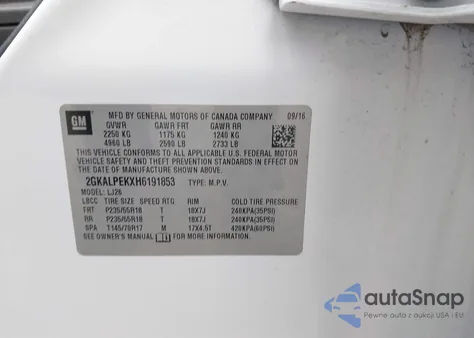 GM
MFD BY GENERAL MOTORS OF CANADA COMPANY 09/16
GVWR GAWR FRT GAWR RR
2250 KG 1175 KG 1240 KG
4960 LB 2590 LB 2733 LB
THIS VEHICLE CONFORMS TO ALL APPLICABLE U.S. FEDERAL MOTOR
VEHICLE SAFETY AND THEFT PREVENTION STANDARDS IN EFFECT ON
THE DATE OF MANUFACTURE SHOWN ABOVE.
2GKALPEKXH6191853 TYPE: M.P.V.
MODEL: LJ26
LBCC TIRE SIZE SPEED RTG RIM COLD TIRE PRESSURE
FRT P235/55R18 T 18X7J 240KPA(35PSI)
RR P235/55R18 T 18X7J 240KPA(35PSI)
SPA T145/70R17 M 17X4.5T 420KPA(60PSI)
SEE OWNER'S MANUAL FOR MORE INFORMATION
autoSnap
Pewne auta z aukcji USA i EU